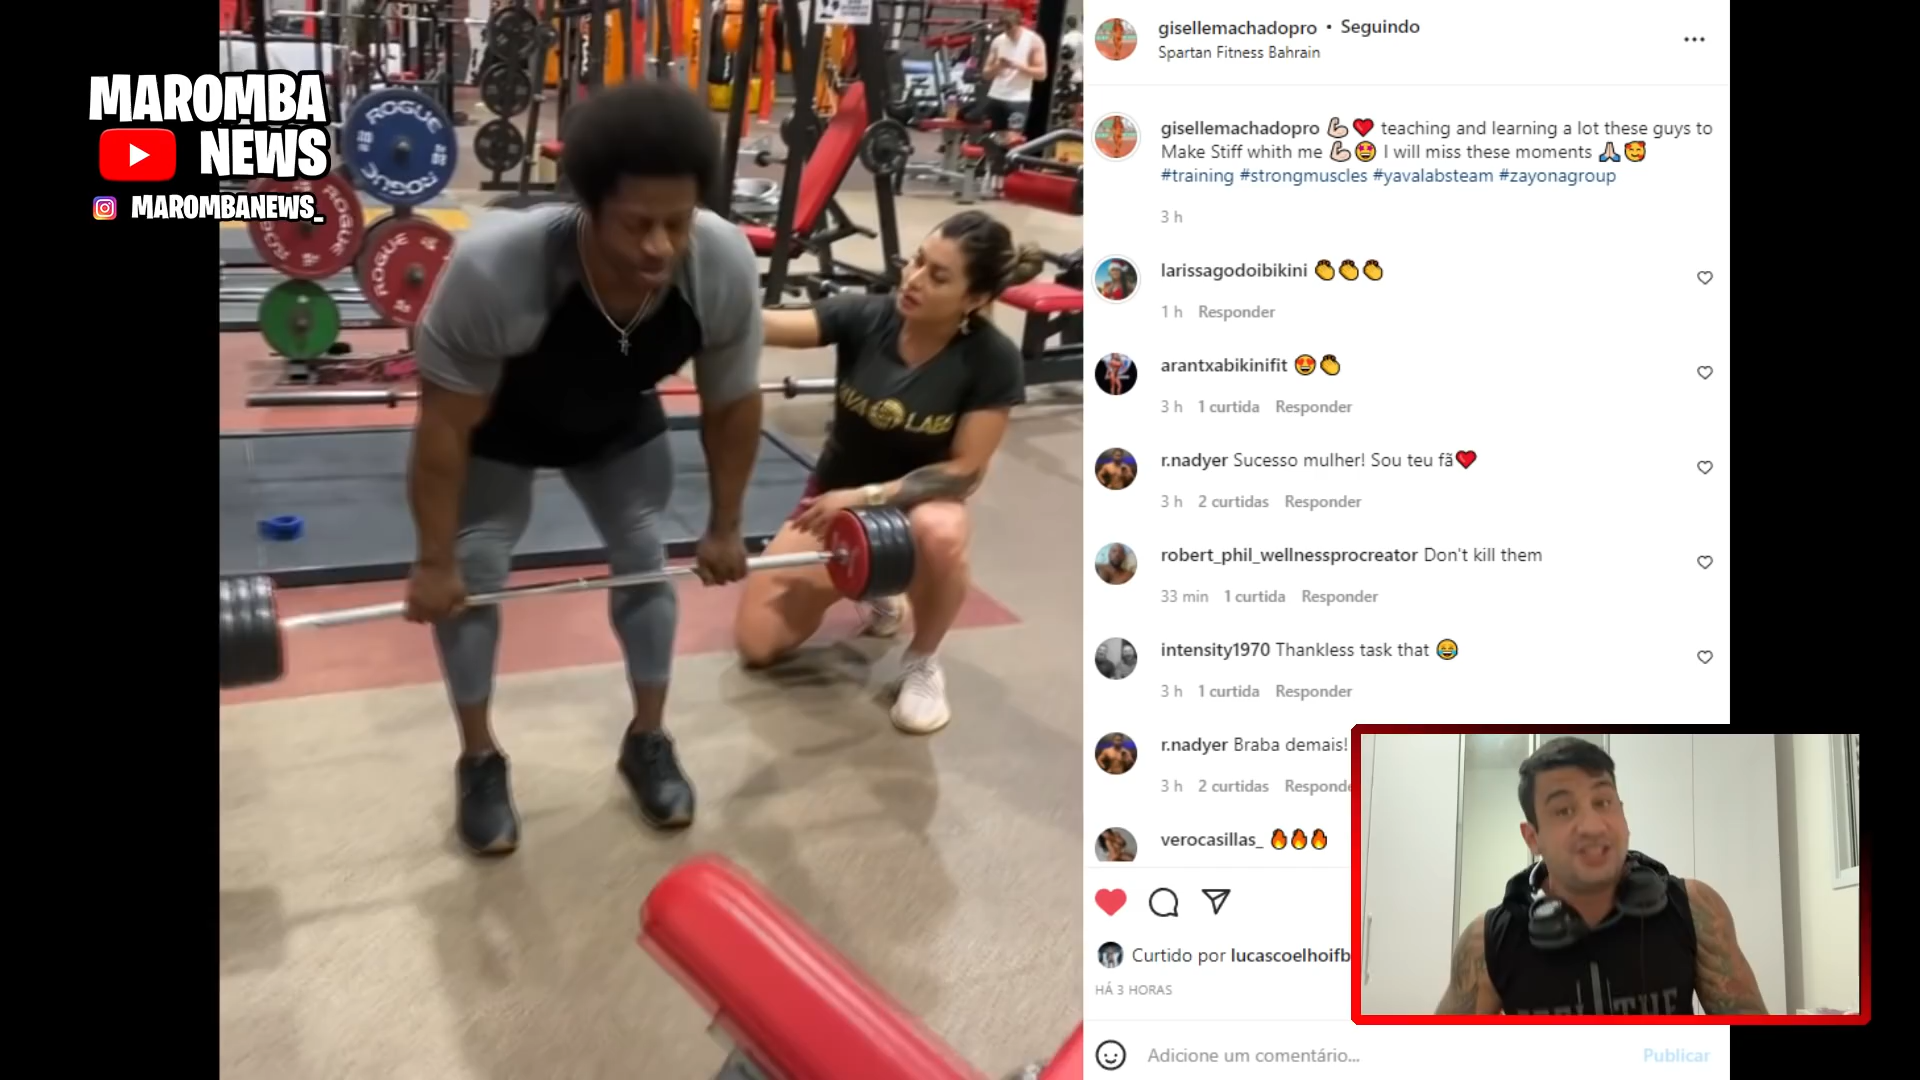 MAROMBA
NEWS
MAROMBANEWS_
ROGUE
ROGUE
ROGUE
ROGUE
LABS
gisellemachadopro • Seguindo
Spartan Fitness Bahrain
gisellemachadopro 💪🏻❤️ teaching and learning a lot these guys to
Make Stiff whith me 💪🏻🤩 I will miss these moments 🙏🏻🥰
#training #strongmuscles #yavalabsteam #zayonagroup
3 h
larissagodoibikini 👏👏👏
1 h Responder
arantxabikinifit 😍👏
3 h 1 curtida Responder
r.nadyer Sucesso mulher! Sou teu fã❤️
3 h 2 curtidas Responder
robert_phil_wellnessprocreator Don't kill them
33 min 1 curtida Responder
intensity1970 Thankless task that 😂
3 h 1 curtida Responder
r.nadyer Braba demais!
3 h 2 curtidas Responde
verocasillas_ 🔥🔥🔥
Curtido por lucascoelhoifb
HÁ 3 HORAS
Adicione um comentário...
Publicar
THE